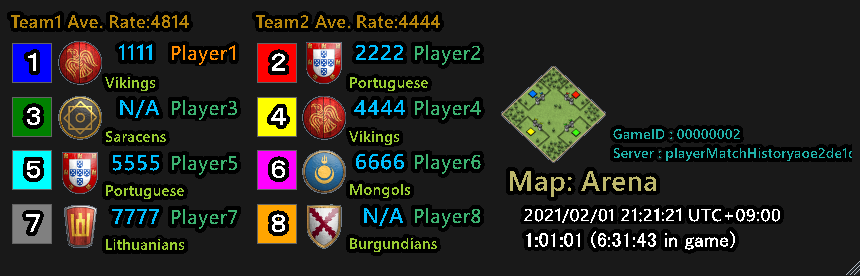 Team1 Ave. Rate:4814
1 1111 Player1
Vikings
3 N/A Player3
Saracens
5 5555 Player5
Portuguese
7 7777 Player7
Lithuanians
Team2 Ave. Rate:4444
2 2222 Player2
Portuguese
4 4444 Player4
Vikings
6 6666 Player6
Mongols
8 N/A Player8
Burgundians
GameID : 00000002
Server : playerMatchHistoryaoe2de1c
Map: Arena
2021/02/01 21:21:21 UTC+09:00
1:01:01 (6:31:43 in game)